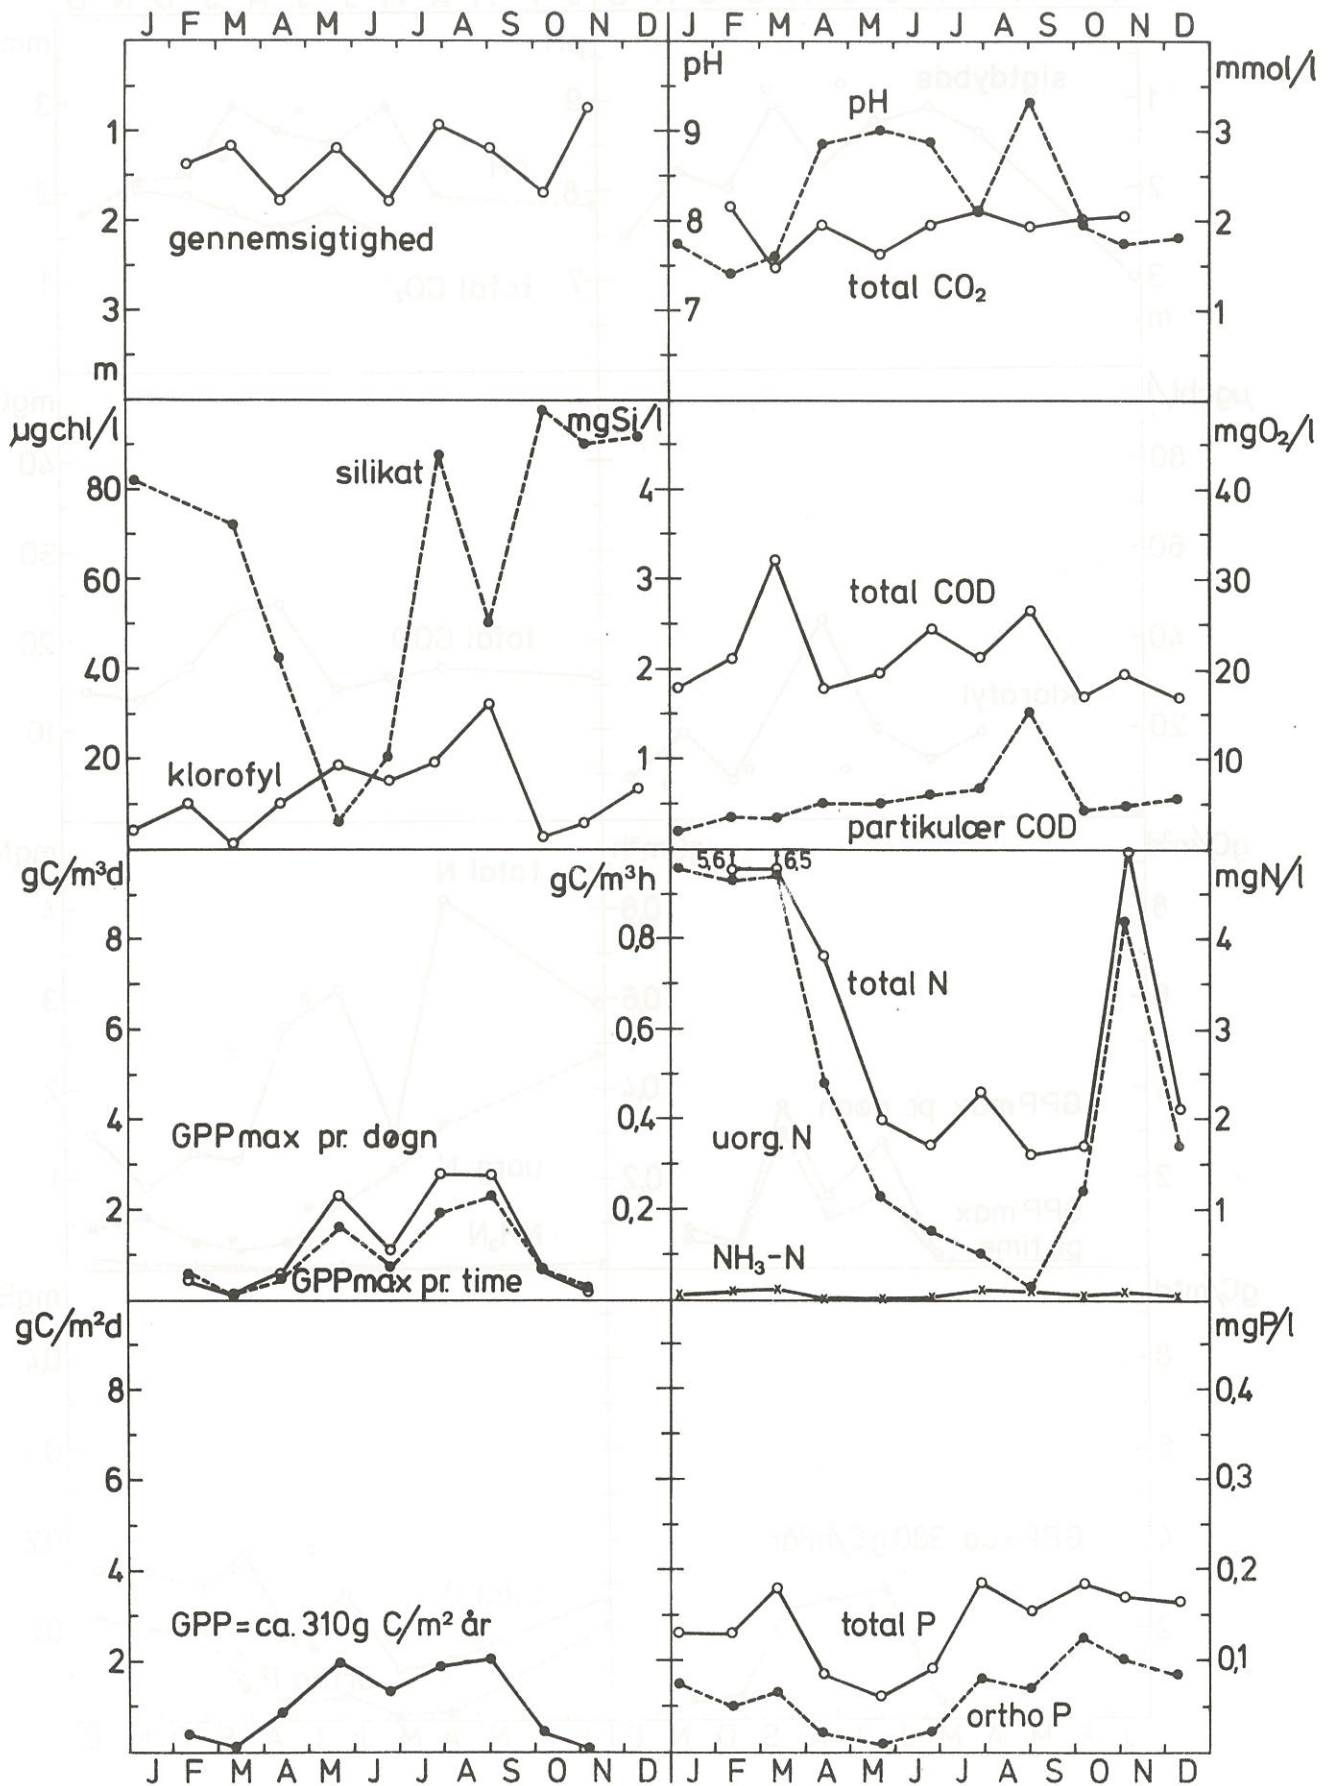 J F M A M J J A S O N D
J F M A M J J A S O N D
1
2
3
m
gennemsigtighed
pH
9
8
7
pH
total CO₂
mmol/l
3
2
1
µgchl/l
80
60
40
20
silikat
klorofyl
mgSi/l
4
3
2
1
total COD
partikulær COD
mgO₂/l
40
30
20
10
gC/m³d
8
6
4
2
GPPmax pr. døgn
GPPmax pr. time
gC/m³h
0,8
0,6
0,4
0,2
5,6
6,5
total N
uorg. N
NH₃-N
mgN/l
4
3
2
1
gC/m²d
8
6
4
2
GPP=ca. 310g C/m² år
total P
ortho P
mgP/l
0,4
0,3
0,2
0,1
J F M A M J J A S O N D
J F M A M J J A S O N D